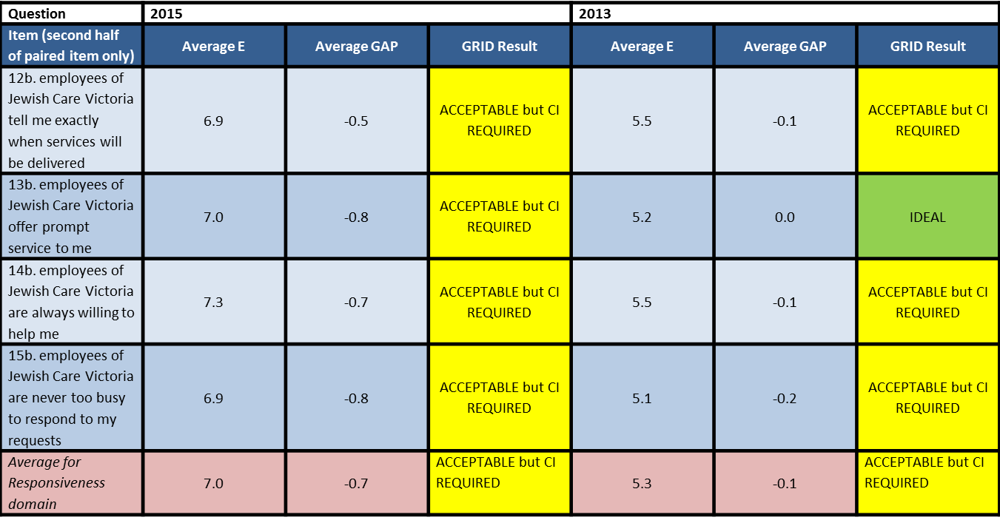 Question 2015 2013
Item (second half
of paired item only)
Average E Average GAP GRID Result Average E Average GAP GRID Result
12b. employees of
Jewish Care Victoria
tell me exactly
when services will
be delivered
6.9 -0.5
ACCEPTABLE but CI
REQUIRED
5.5 -0.1
ACCEPTABLE but CI
REQUIRED
13b. employees of
Jewish Care Victoria
offer prompt
service to me
7.0 -0.8
ACCEPTABLE but CI
REQUIRED
5.2 0.0 IDEAL
14b. employees of
Jewish Care Victoria
are always willing to
help me
7.3 -0.7
ACCEPTABLE but CI
REQUIRED
5.5 -0.1
ACCEPTABLE but CI
REQUIRED
15b. employees of
Jewish Care Victoria
are never too busy
to respond to my
requests
6.9 -0.8
ACCEPTABLE but CI
REQUIRED
5.1 -0.2
ACCEPTABLE but CI
REQUIRED
Average for
Responsiveness
domain
7.0 -0.7
ACCEPTABLE but CI
REQUIRED
5.3 -0.1
ACCEPTABLE but CI
REQUIRED